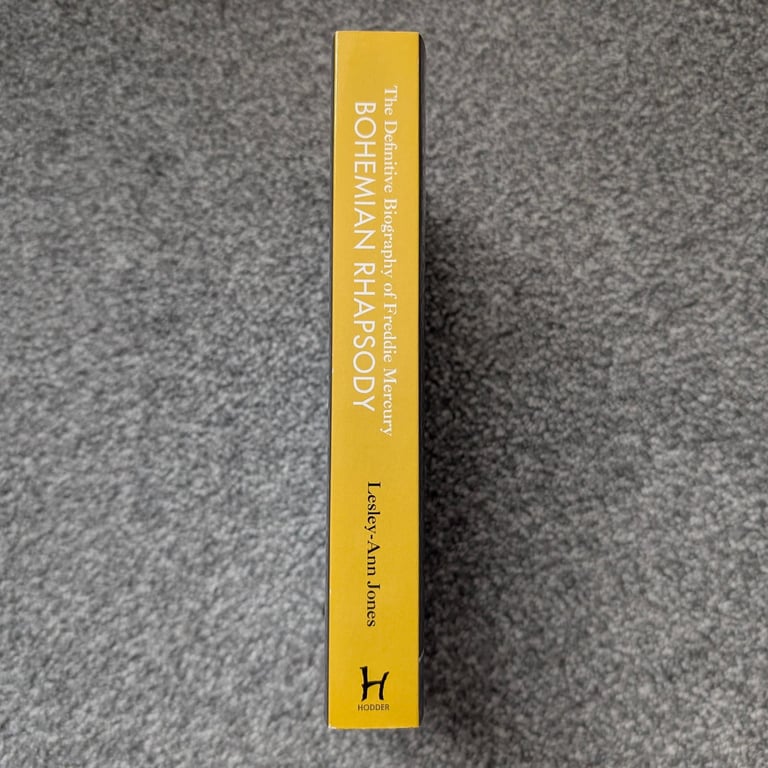 The Definitive Biography of Freddie Mercury
BOHEMIAN RHAPSODY
Lesley-Ann Jones
H
HODDER